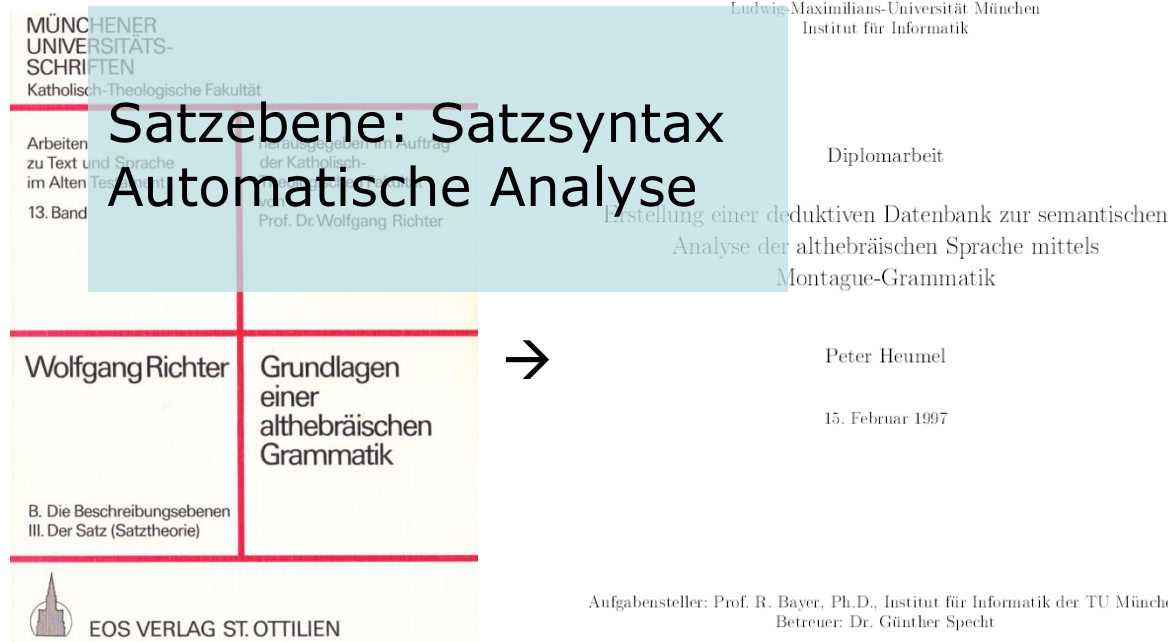 Satzebene: Satzsyntax
Automatische Analyse
MÜNCHENER
UNIVERSITÄTS-
SCHRIFTEN
Katholisch-Theologische Fakultät
Arbeiten
zu Text und Sprache
im Alten Testament
13. Band
herausgegeben im Auftrag
der Katholisch-
Theologischen Fakultät
von
Prof. Dr. Wolfgang Richter
Wolfgang Richter
Grundlagen
einer
althebräischen
Grammatik
B. Die Beschreibungsebenen
III. Der Satz (Satztheorie)
EOS VERLAG ST. OTTILIEN
→
Ludwig-Maximilians-Universität München
Institut für Informatik
Diplomarbeit
Erstellung einer deduktiven Datenbank zur semantischen
Analyse der althebräischen Sprache mittels
Montague-Grammatik
Peter Heumel
15. Februar 1997
Aufgabensteller: Prof. R. Bayer, Ph.D., Institut für Informatik der TU Münche
Betreuer: Dr. Günther Specht